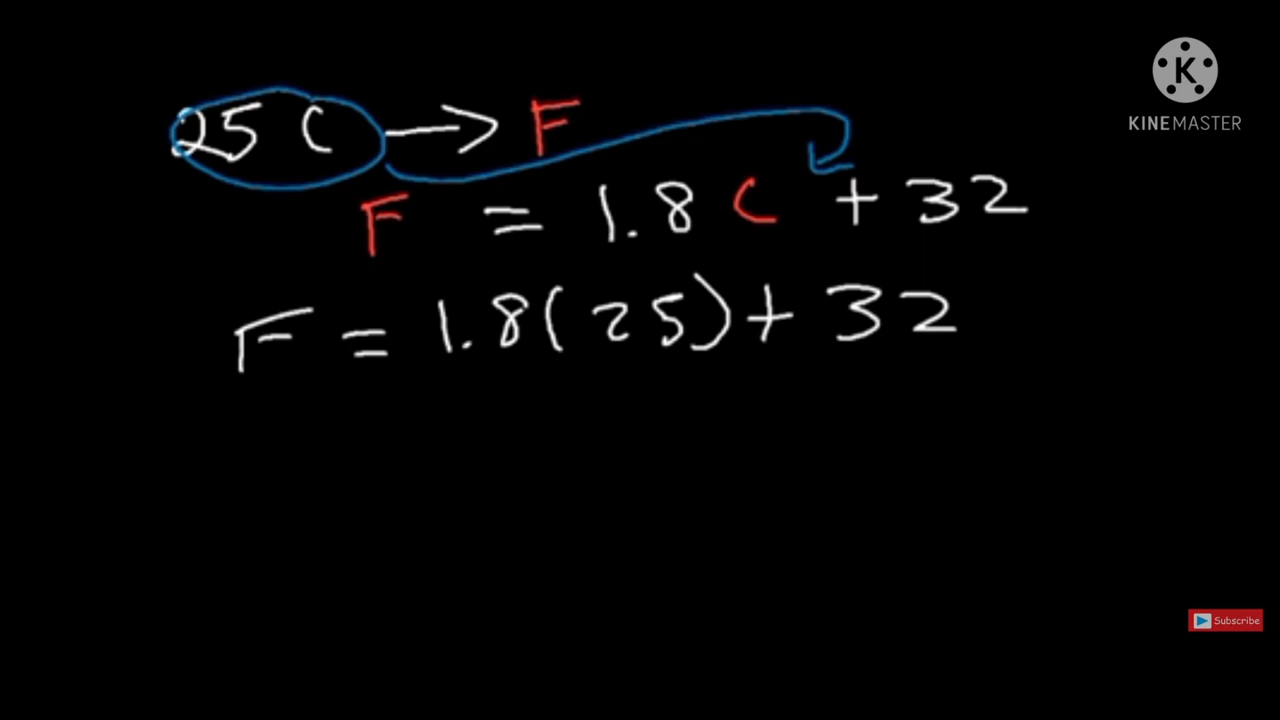 25 C → F
F = 1.8 C + 32
F = 1.8(25) + 32
K
KINEMASTER
Subscribe